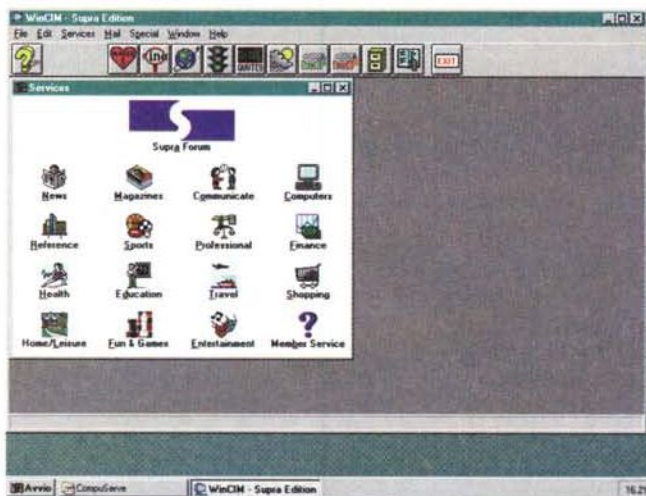 WinCIM - Supra Edition
File Edit Services Mail Special Window Help
QUOTES EXIT
Services
Supra Forum
News Magazines Communicate Computers
Reference Sports Professional Finance
Health Education Travel Shopping
Home/Leisure Fun & Games Entertainment Member Service
Avvio CompuServe WinCIM - Supra Edition 16.21